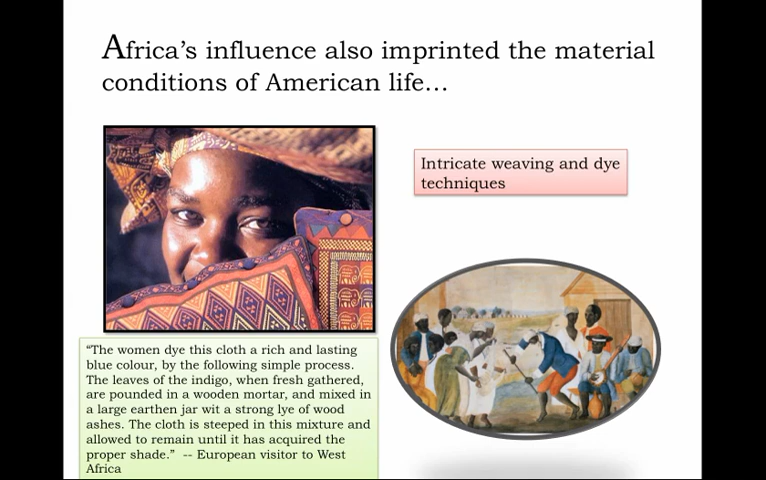 Africa's influence also imprinted the material
conditions of American life…
Intricate weaving and dye
techniques
“The women dye this cloth a rich and lasting
blue colour, by the following simple process.
The leaves of the indigo, when fresh gathered,
are pounded in a wooden mortar, and mixed in
a large earthen jar wit a strong lye of wood
ashes. The cloth is steeped in this mixture and
allowed to remain until it has acquired the
proper shade.”  -- European visitor to West
Africa